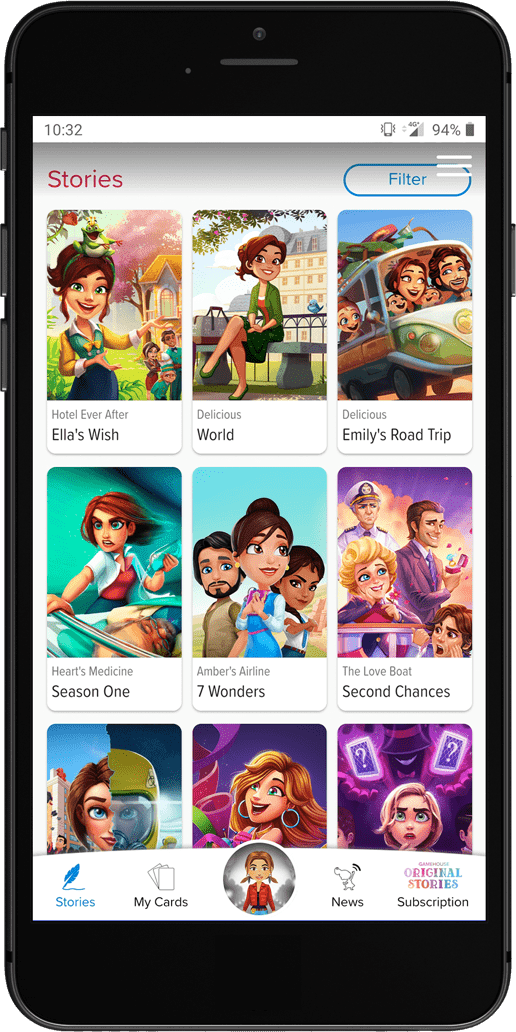 10:32
4G+
94%
Stories
Filter
Hotel Ever After
Ella's Wish
Delicious
World
Delicious
Emily's Road Trip
Heart's Medicine
Season One
Amber's Airline
7 Wonders
The Love Boat
Second Chances
?
?
Stories
My Cards
News
GAMEHOUSE
ORIGINAL
STORIES
Subscription